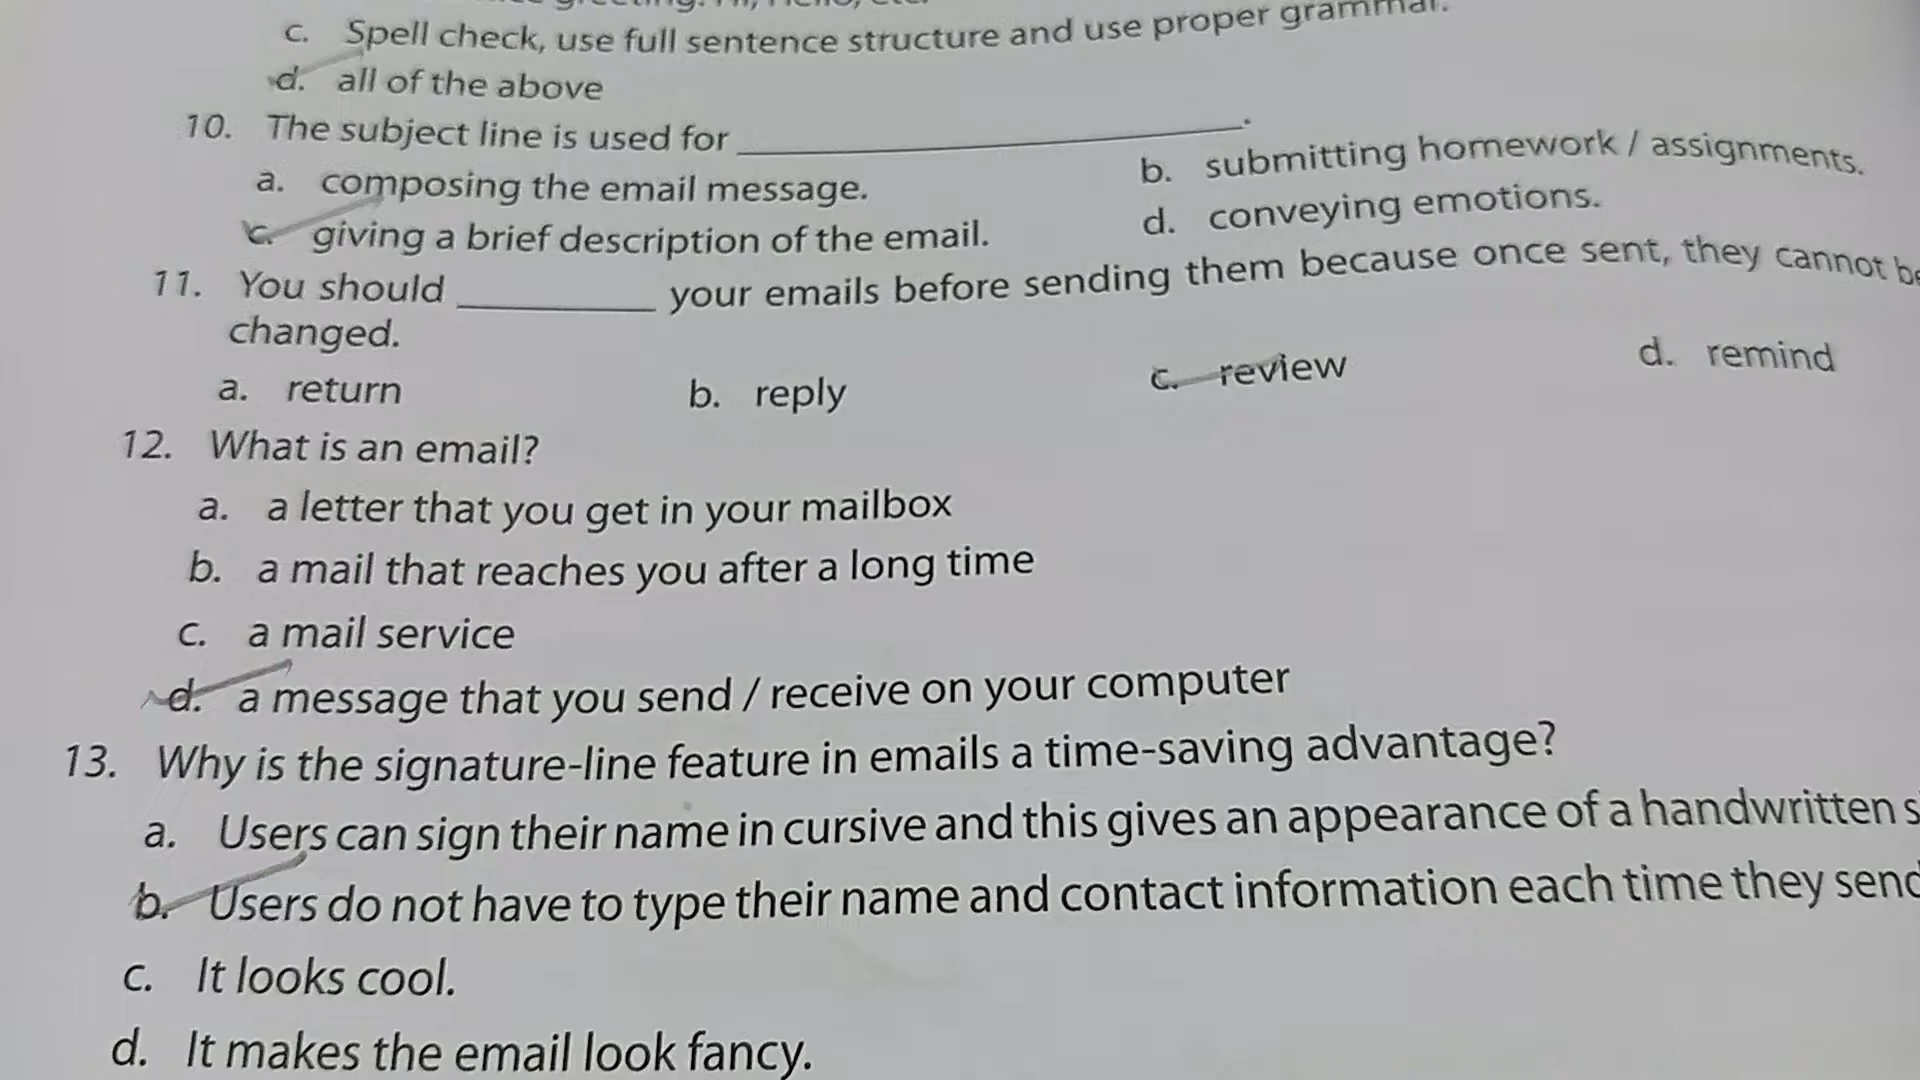 c. Spell check, use full sentence structure and use proper grammar.
d. all of the above
10. The subject line is used for ____________.
a. composing the email message. b. submitting homework / assignments.
c. giving a brief description of the email. d. conveying emotions.
11. You should ________ your emails before sending them because once sent, they cannot be
changed.
a. return b. reply c. review d. remind
12. What is an email?
a. a letter that you get in your mailbox
b. a mail that reaches you after a long time
c. a mail service
d. a message that you send / receive on your computer
13. Why is the signature-line feature in emails a time-saving advantage?
a. Users can sign their name in cursive and this gives an appearance of a handwritten
b. Users do not have to type their name and contact information each time they send
c. It looks cool.
d. It makes the email look fancy.